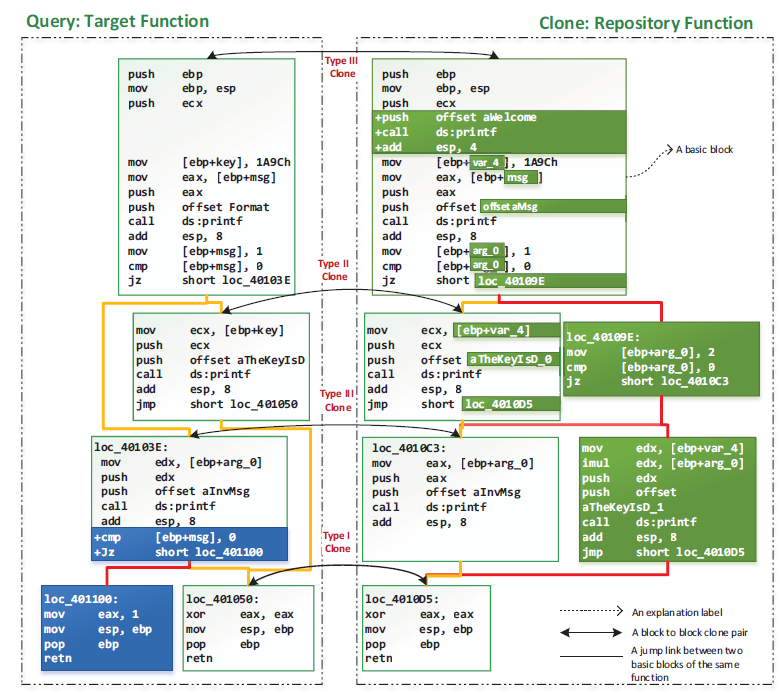 Query: Target Function
Clone: Repository Function
Type III
Clone
push ebp
mov ebp, esp
push ecx
mov [ebp+key], 1A9Ch
mov eax, [ebp+msg]
push eax
push offset Format
call ds:printf
add esp, 8
mov [ebp+msg], 1
cmp [ebp+msg], 0
jz short loc_40103E
push ebp
mov ebp, esp
push ecx
+push offset aWelcome
+call ds:printf
+add esp, 4
mov [ebp+var_4], 1A9Ch
mov eax, [ebp+msg]
push eax
push offset offsetaMsg
call ds:printf
add esp, 8
mov [ebp+arg_0], 1
cmp [ebp+arg_0], 0
jz short loc_40109E
A basic block
Type II
Clone
mov ecx, [ebp+key]
push ecx
push offset aTheKeyIsD
call ds:printf
add esp, 8
jmp short loc_401050
mov ecx, [ebp+var_4]
push ecx
push offset aTheKeyIsD_0
call ds:printf
add esp, 8
jmp short loc_4010D5
loc_40109E:
mov [ebp+arg_0], 2
cmp [ebp+arg_0], 0
jz short loc_4010C3
Type III
Clone
loc_40103E:
mov edx, [ebp+arg_0]
push edx
push offset aInvMsg
call ds:printf
add esp, 8
+cmp [ebp+msg], 0
+Jz short loc_401100
loc_4010C3:
mov eax, [ebp+arg_0]
push eax
push offset aInvMsg
call ds:printf
add esp, 8
mov edx, [ebp+var_4]
imul edx, [ebp+arg_0]
push edx
push offset
aTheKeyIsD_1
call ds:printf
add esp, 8
jmp short loc_4010D5
Type I
Clone
loc_401100:
mov eax, 1
mov esp, ebp
pop ebp
retn
loc_401050:
xor eax, eax
mov esp, ebp
pop ebp
retn
loc_4010D5:
xor eax, eax
mov esp, ebp
pop ebp
retn
An explanation label
A block to block clone pair
A jump link between two
basic blocks of the same
function